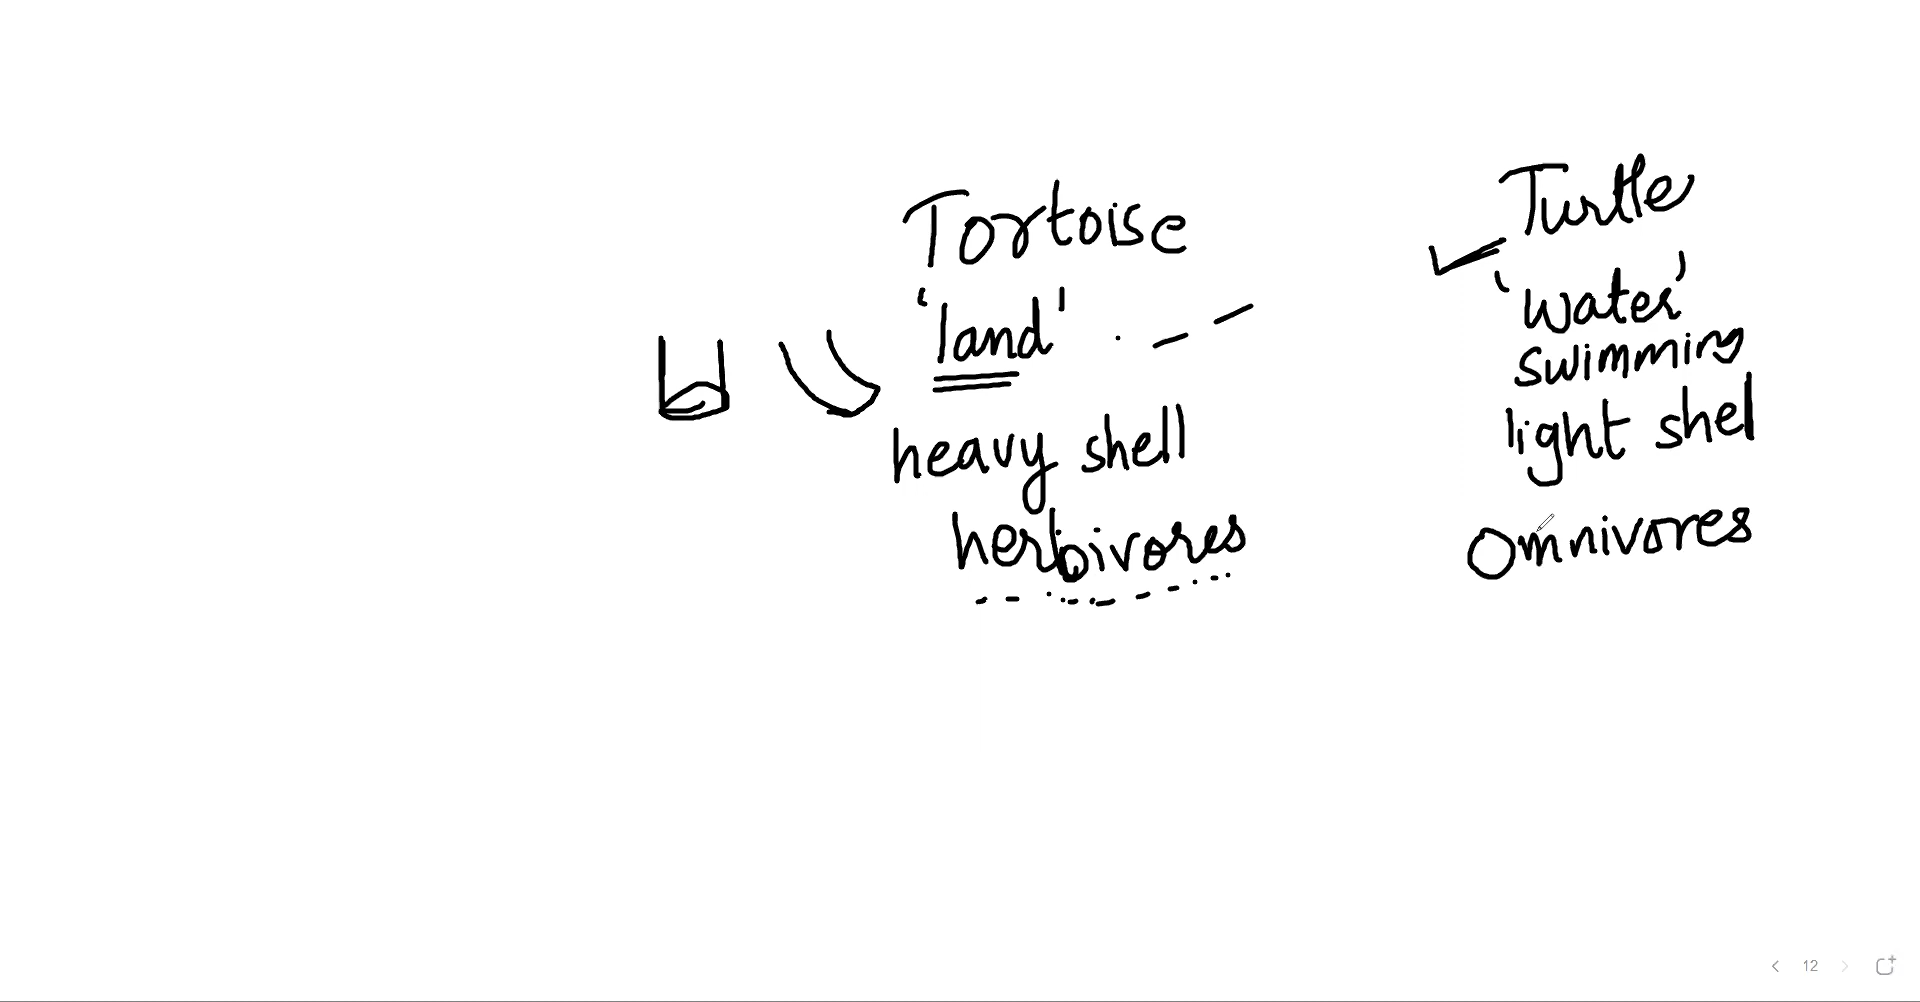 Tortoise
'land'
heavy shell
herbivores
Turtle
'water'
swimming
light shel
Omnivores
12